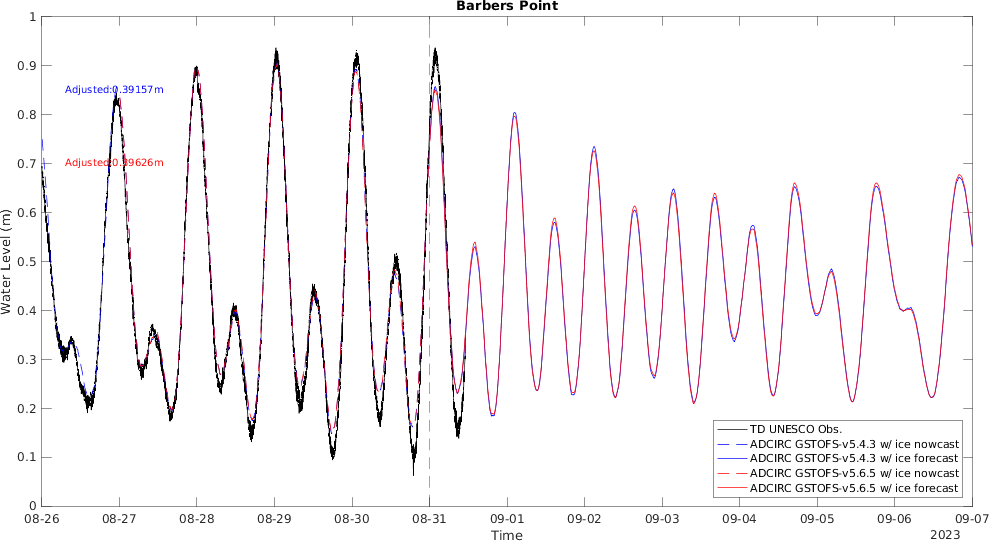 Barbers Point
1
0.9
0.8
0.7
0.6
0.5
0.4
0.3
0.2
0.1
0
Water Level (m)
Adjusted:0.39157m
Adjusted:0.39626m
TD UNESCO Obs.
ADCIRC GSTOFS-v5.4.3 w/ ice nowcast
ADCIRC GSTOFS-v5.4.3 w/ ice forecast
ADCIRC GSTOFS-v5.6.5 w/ ice nowcast
ADCIRC GSTOFS-v5.6.5 w/ ice forecast
08-26 08-27 08-28 08-29 08-30 08-31 09-01 09-02 09-03 09-04 09-05 09-06 09-07
Time
2023